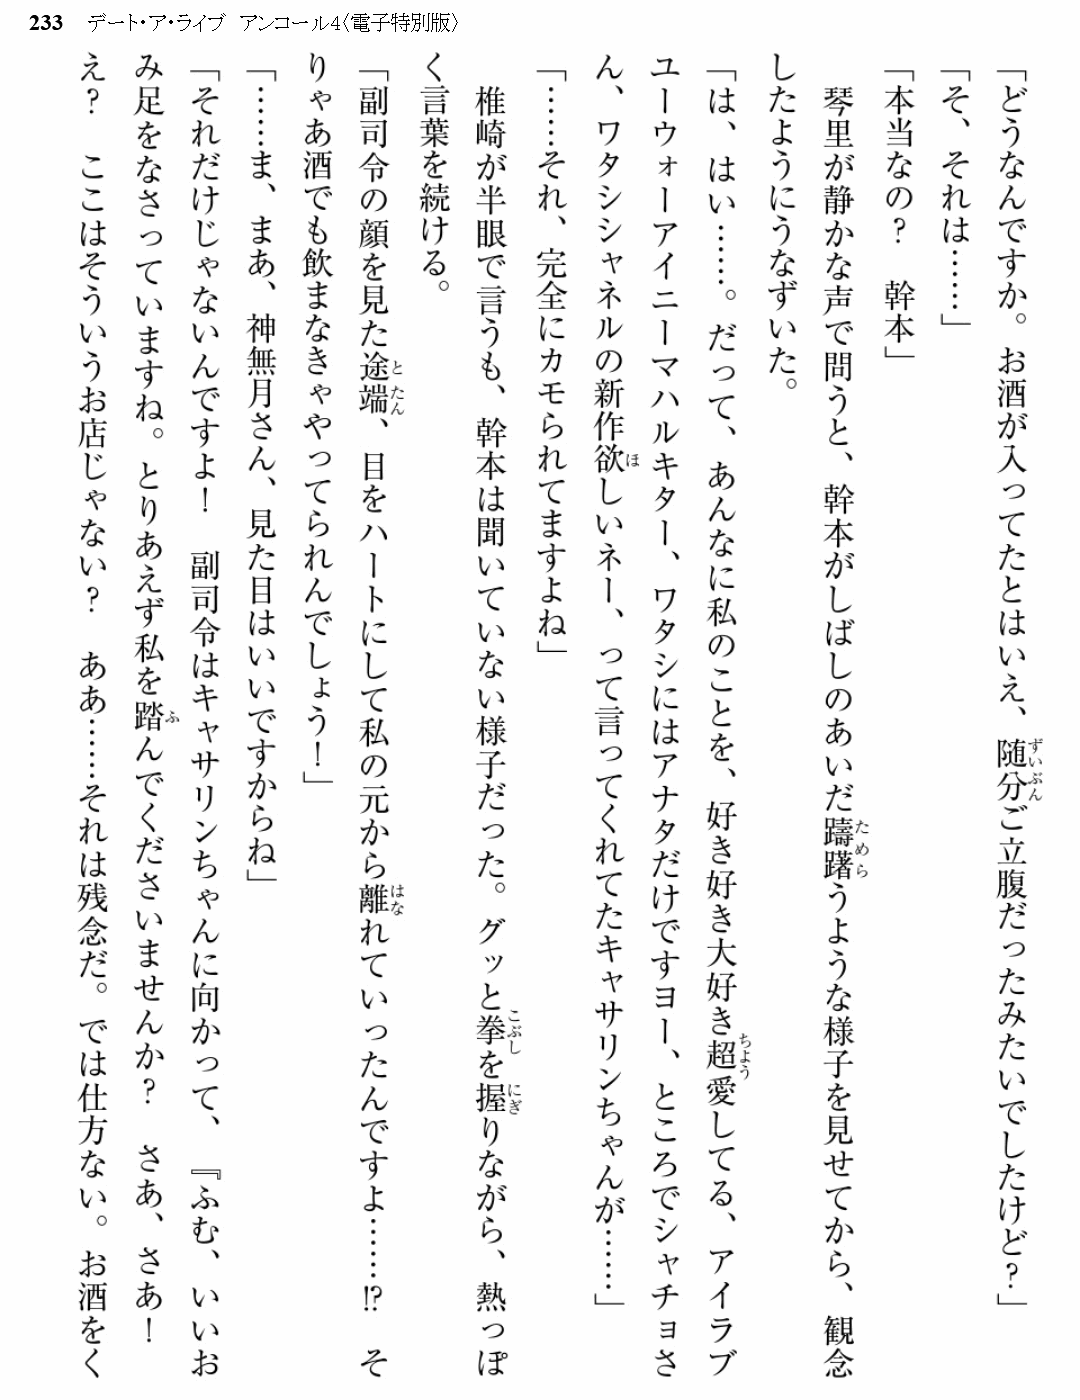 233 デート・ア・ライブ アンコール4〈電子特別版〉
「どうなんですか。お酒が入ってたとはいえ、随分ご立腹だったみたいでしたけど？」
「そ、それは……」
「本当なの？　幹本」
　琴里が静かな声で問うと、幹本がしばしのあいだ躊躇うような様子を見せてから、観念
したようにうなずいた。
「は、はい……。だって、あんなに私のことを、好き好き大好き超愛してる、アイラブ
ユーウォーアイニーマハルキター、ワタシにはアナタだけですヨー、ところでシャチョさ
ん、ワタシシャネルの新作欲しいネー、って言ってくれてたキャサリンちゃんが……」
「……それ、完全にカモられてますよね」
　椎崎が半眼で言うも、幹本は聞いていない様子だった。グッと拳を握りながら、熱っぽ
く言葉を続ける。
「副司令の顔を見た途端、目をハートにして私の元から離れていったんですよ……!?　そ
りゃあ酒でも飲まなきゃやってられんでしょう！」
「……ま、まあ、神無月さん、見た目はいいですからね」
「それだけじゃないんですよ！　副司令はキャサリンちゃんに向かって、『ふむ、いいお
み足をなさっていますね。とりあえず私を踏んでくださいませんか？　さあ、さあ！
え？　ここはそういうお店じゃない？　ああ……それは残念だ。では仕方ない。お酒をく